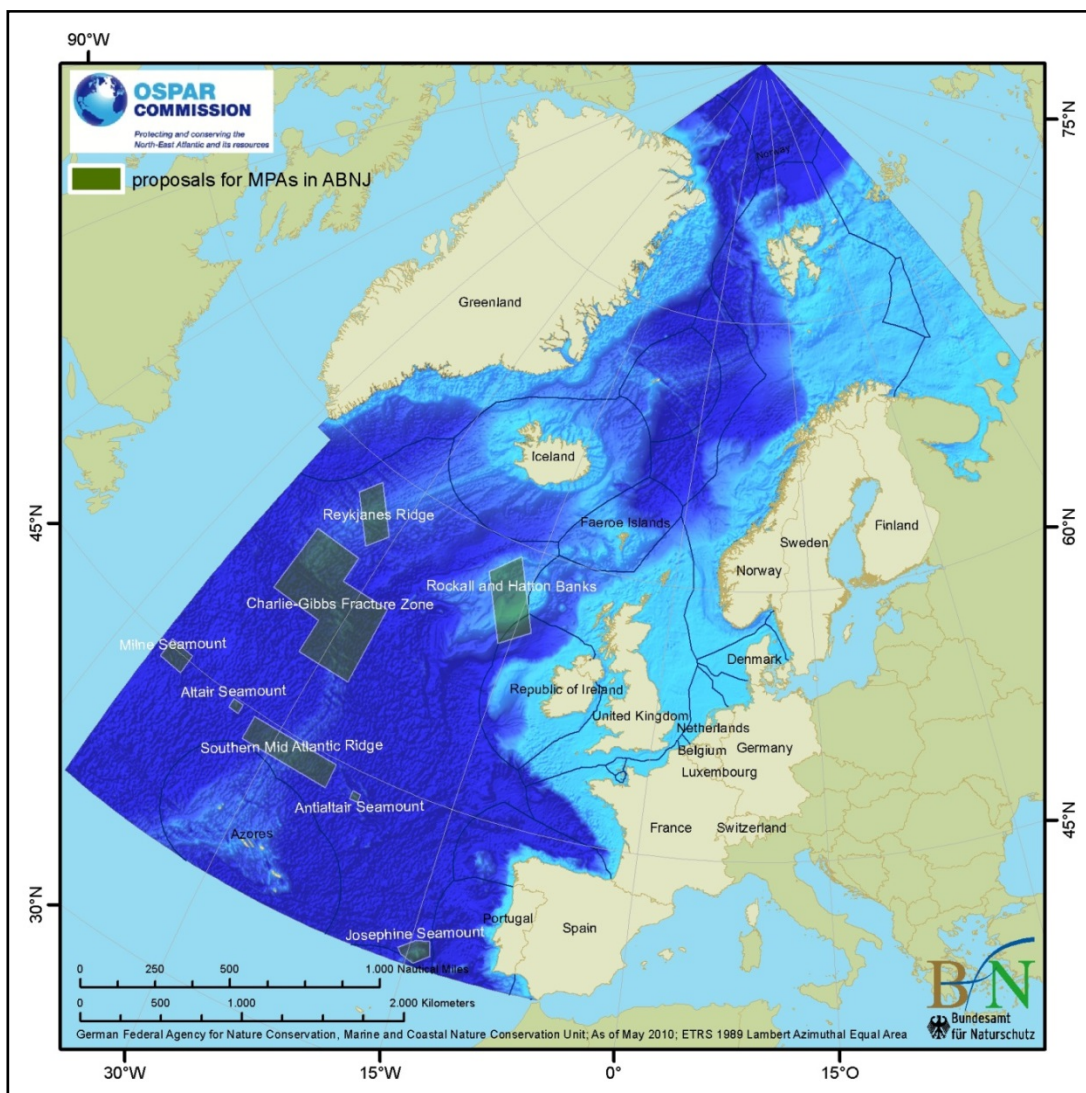 90°W
OSPAR
COMMISSION
Protecting and conserving the
North-East Atlantic and its resources
proposals for MPAs in ABNJ
75°N
Norway
Greenland
Iceland
45°N
Reykjanes Ridge
Faeroe Islands
60°N
Finland
Sweden
Norway
Rockall and Hatton Banks
Charlie-Gibbs Fracture Zone
Milne Seamount
Denmark
Altair Seamount
Republic of Ireland
United Kingdom
Netherlands
Southern Mid Atlantic Ridge
Belgium
Germany
Luxembourg
Antialtair Seamount
45°N
Azores
France
Switzerland
30°N
Portugal
Spain
Josephine Seamount
0 250 500 1.000 Nautical Miles
0 500 1.000 2.000 Kilometers
BfN
Bundesamt
für Naturschutz
German Federal Agency for Nature Conservation, Marine and Coastal Nature Conservation Unit; As of May 2010; ETRS 1989 Lambert Azimuthal Equal Area
30°W
15°W
0°
15°O